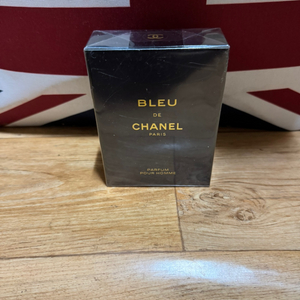 BLEU
DE
CHANEL
PARIS
PARFUM
POUR HOMME